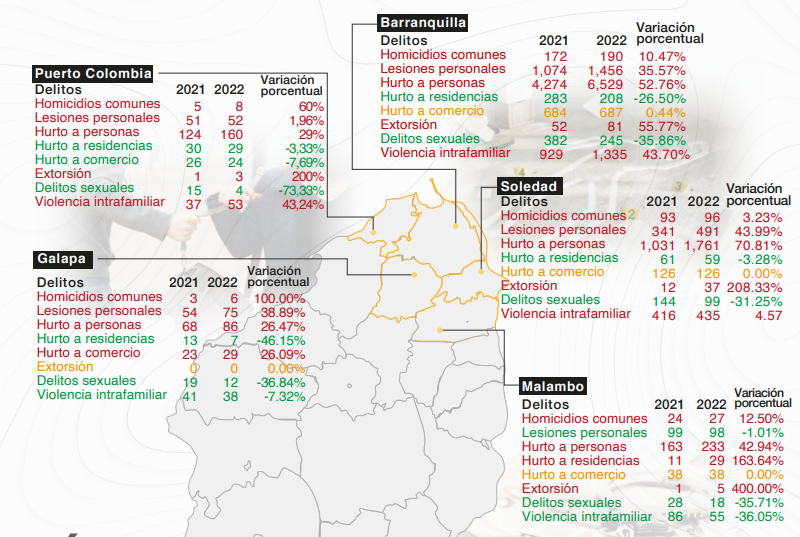 Barranquilla
Delitos 2021 2022 Variación porcentual
Homicidios comunes 172 190 10.47%
Lesiones personales 1,074 1,456 35.57%
Hurto a personas 4,274 6,529 52.76%
Hurto a residencias 283 208 -26.50%
Hurto a comercio 684 687 0.44%
Extorsión 52 81 55.77%
Delitos sexuales 382 245 -35.86%
Violencia intrafamiliar 929 1,335 43.70%
Puerto Colombia
Delitos 2021 2022 Variación porcentual
Homicidios comunes 5 8 60%
Lesiones personales 51 52 1,96%
Hurto a personas 124 160 29%
Hurto a residencias 30 29 -3,33%
Hurto a comercio 26 24 -7,69%
Extorsión 1 3 200%
Delitos sexuales 15 4 -73,33%
Violencia intrafamiliar 37 53 43,24%
Soledad
Delitos 2021 2022 Variación porcentual
Homicidios comunes 93 96 3.23%
Lesiones personales 341 491 43.99%
Hurto a personas 1,031 1,761 70.81%
Hurto a residencias 61 59 -3.28%
Hurto a comercio 126 126 0.00%
Extorsión 12 37 208.33%
Delitos sexuales 144 99 -31.25%
Violencia intrafamiliar 416 435 4.57
Galapa
Delitos 2021 2022 Variación porcentual
Homicidios comunes 3 6 100.00%
Lesiones personales 54 75 38.89%
Hurto a personas 68 86 26.47%
Hurto a residencias 13 7 -46.15%
Hurto a comercio 23 29 26.09%
Extorsión 0 0 0.00%
Delitos sexuales 19 12 -36.84%
Violencia intrafamiliar 41 38 -7.32%
Malambo
Delitos 2021 2022 Variación porcentual
Homicidios comunes 24 27 12.50%
Lesiones personales 99 98 -1.01%
Hurto a personas 163 233 42.94%
Hurto a residencias 11 29 163.64%
Hurto a comercio 38 38 0.00%
Extorsión 1 5 400.00%
Delitos sexuales 28 18 -35.71%
Violencia intrafamiliar 86 55 -36.05%